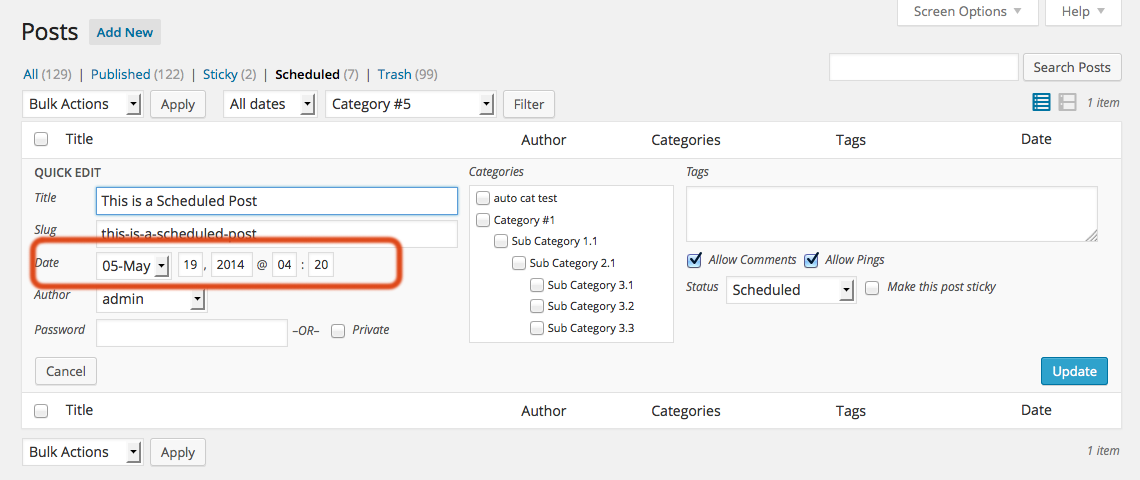 Screen Options Help
Posts Add New
All (129) | Published (122) | Sticky (2) | Scheduled (7) | Trash (99)
Search Posts
Bulk Actions Apply All dates Category #5 Filter 1 item
Title Author Categories Tags Date
QUICK EDIT
Title This is a Scheduled Post
Slug this-is-a-scheduled-post
Date 05-May 19 , 2014 @ 04 : 20
Author admin
Password –OR– Private
Categories
auto cat test
Category #1
Sub Category 1.1
Sub Category 2.1
Sub Category 3.1
Sub Category 3.2
Sub Category 3.3
Tags
Allow Comments Allow Pings
Status Scheduled Make this post sticky
Cancel Update
Title Author Categories Tags Date
Bulk Actions Apply 1 item